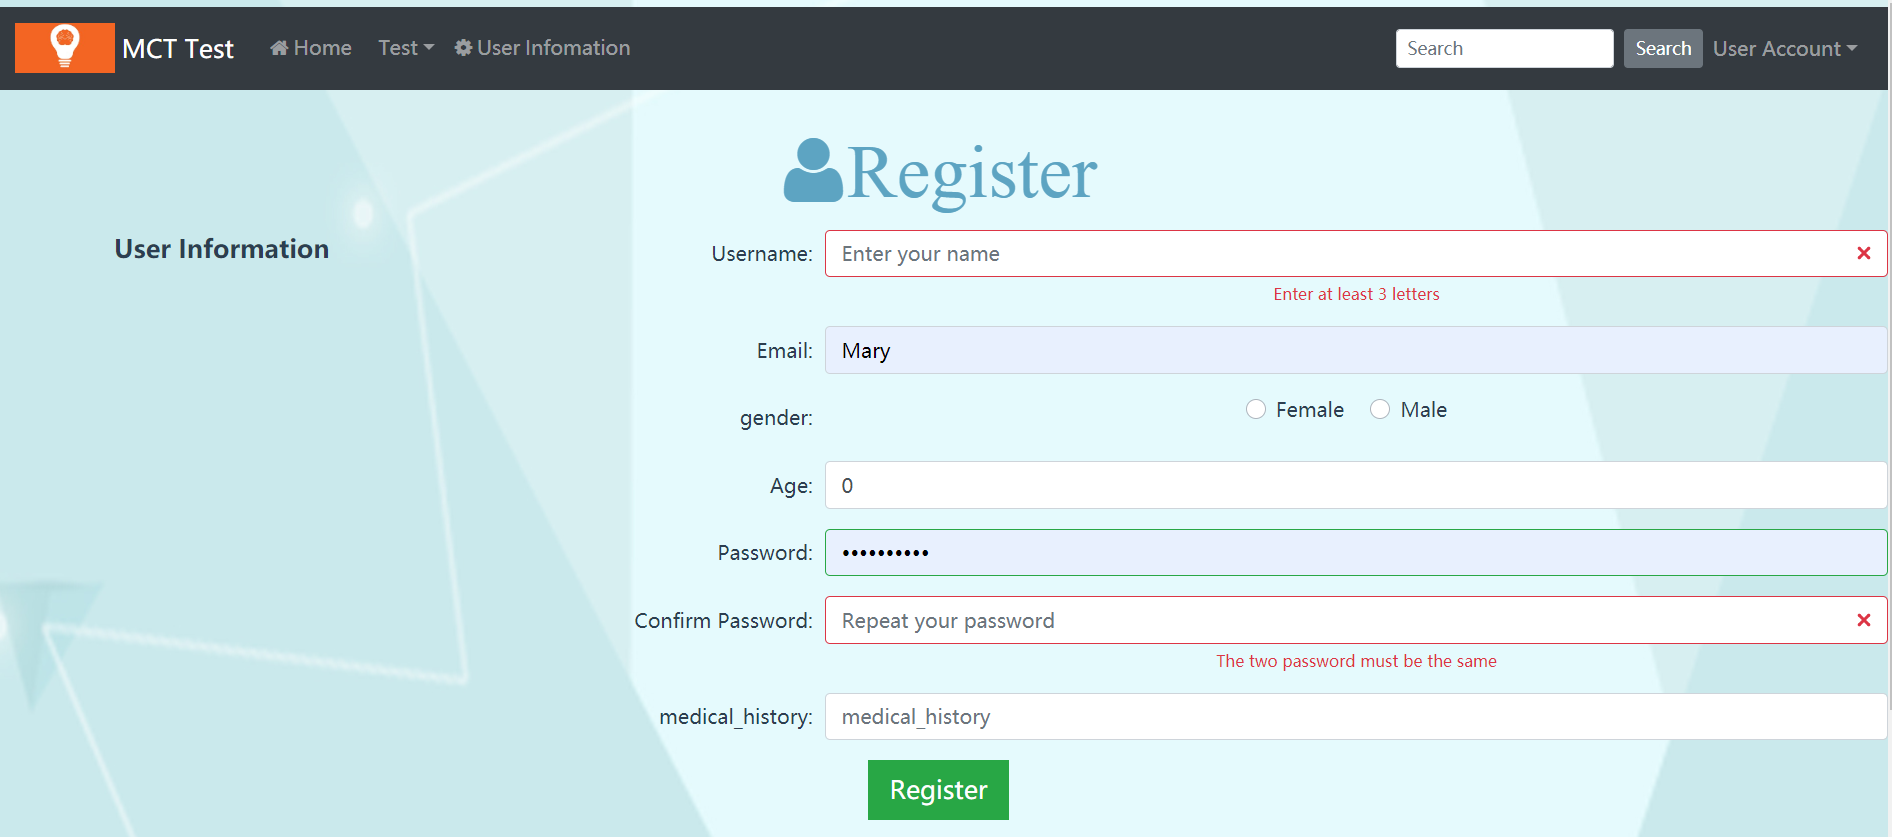 MCT Test Home Test User Infomation Search Search User Account
Register
User Information
Username: Enter your name
Enter at least 3 letters
Email: Mary
gender: Female Male
Age: 0
Password: ••••••••••
Confirm Password: Repeat your password
The two password must be the same
medical_history: medical_history
Register